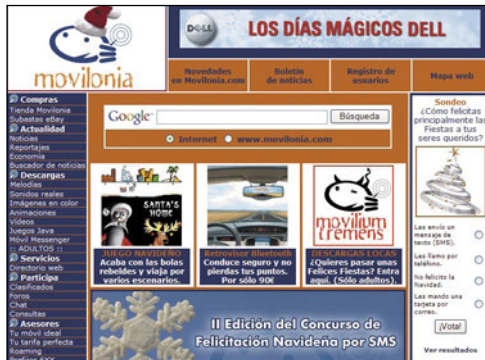 DELL
LOS DÍAS MÁGICOS DELL
movilonia
Novedades
en Movilonia.com
Boletín
de noticias
Registro de
usuarios
Mapa web
Compras
Tienda Movilonia
Subastas eBay
Actualidad
Noticias
Reportajes
Economía
Buscador de noticias
Descargas
Melodías
Sonidos reales
Imágenes en color
Animaciones
Vídeos
Juegos Java
Móvil Messenger
:: ADULTOS ::
Servicios
Directorio web
Participa
Clasificados
Foros
Chat
Consultas
Asesores
Tu móvil ideal
Tu tarifa perfecta
Roaming
Google
Búsqueda
Internet
www.movilonia.com
SANTA'S
HOME
JUEGO NAVIDEÑO
Acaba con las bolas
rebeldes y viaja por
varios escenarios.
Retrovisor Bluetooth
Conduce seguro y no
pierdas tus puntos.
Por sólo 90€
movilium
tremens
DESCARGAS LOCAS
¿Quieres pasar unas
Felices Fiestas? Entra
aquí. (Sólo adultos).
II Edición del Concurso de
Felicitación Navideña por SMS
Sondeo
¿Cómo felicitas
principalmente las
Fiestas a tus
seres queridos?
Les envío un
mensaje de
texto (SMS).
Les llamo por
teléfono.
No felicito la
Navidad.
Les mando una
tarjeta por
correo.
¡Vota!
Ver resultados